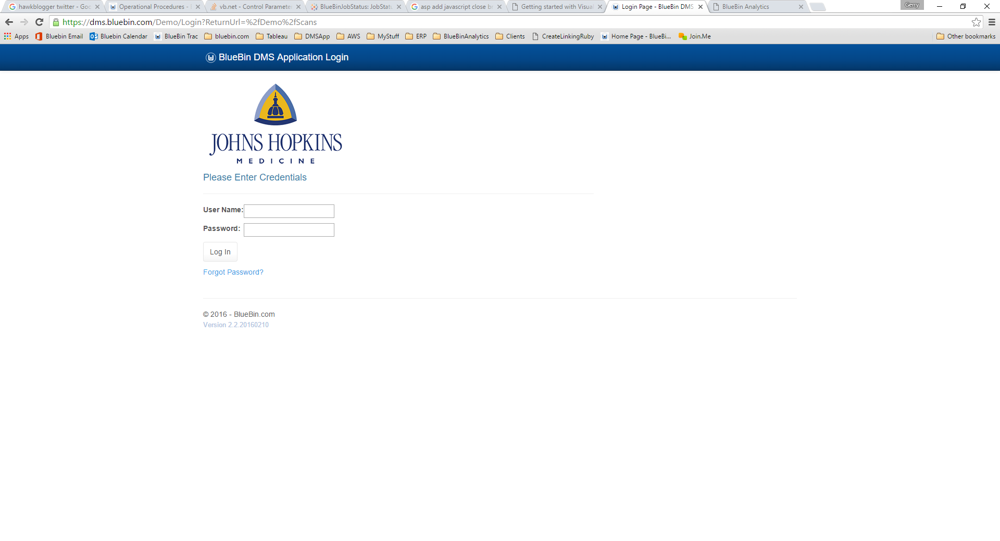 hawkblogger twitter - Goo
Operational Procedures -
vb.net - Control Parameter
BlueBinJobStatus: JobStatu
asp add javascript close br
Getting started with Visual
Login Page - BlueBin DMS
BlueBin Analytics
Gerry
https://dms.bluebin.com/Demo/Login?ReturnUrl=%2fDemo%2fScans
Apps
Bluebin Email
Bluebin Calendar
BlueBin Trac
bluebin.com
Tableau
DMSApp
AWS
MyStuff
ERP
BlueBinAnalytics
Clients
CreateLinkingRuby
Home Page - BlueBi...
Join.Me
Other bookmarks
BlueBin DMS Application Login
JOHNS HOPKINS
MEDICINE
Please Enter Credentials
User Name:
Password:
Log In
Forgot Password?
© 2016 - BlueBin.com
Version 2.2.20160210